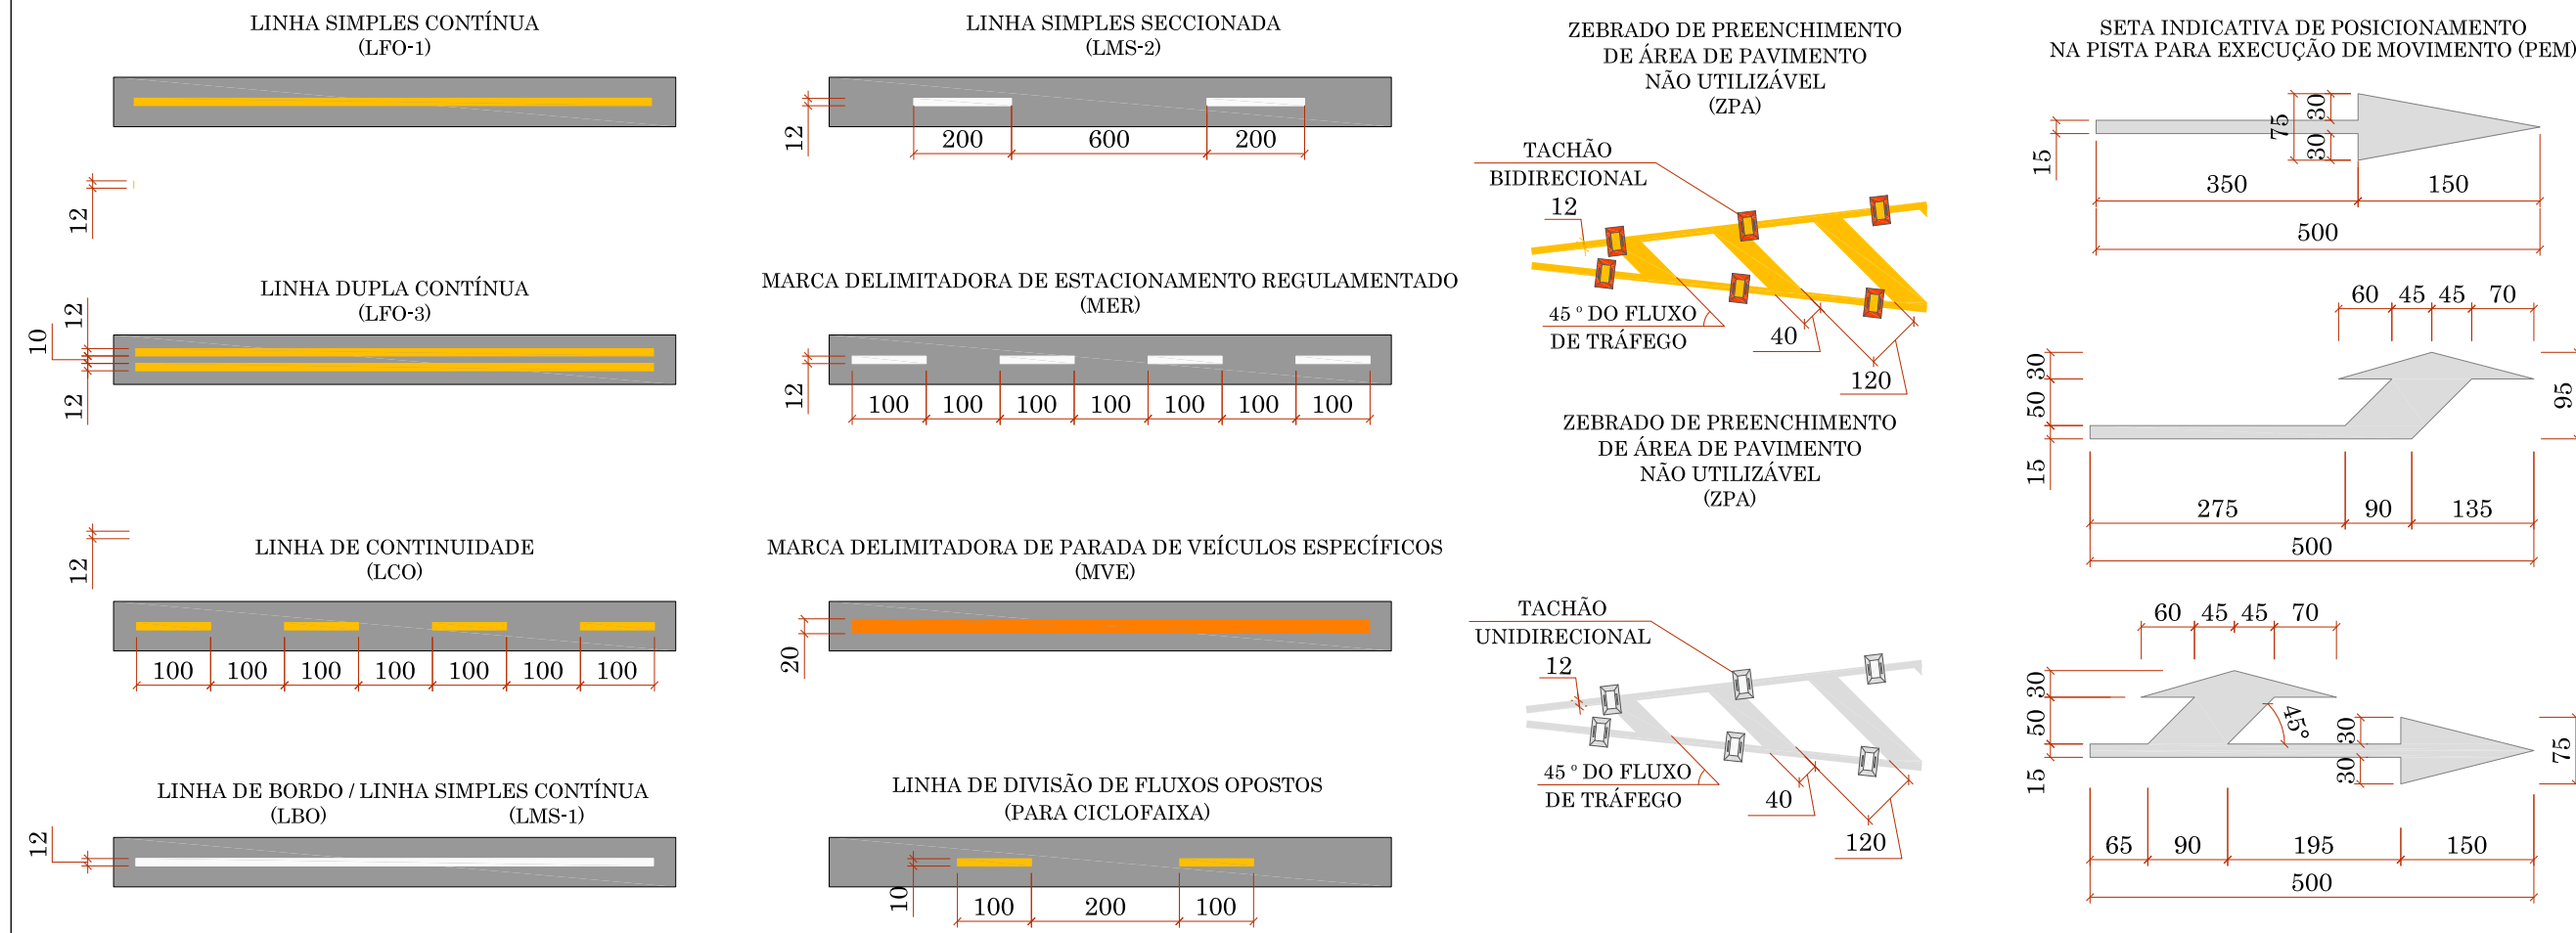 LINHA SIMPLES CONTÍNUA
(LFO-1)
12
LINHA DUPLA CONTÍNUA
(LFO-3)
10
12
12
12
LINHA DE CONTINUIDADE
(LCO)
100 100 100 100 100 100 100
LINHA DE BORDO / LINHA SIMPLES CONTÍNUA
(LBO) (LMS-1)
12
LINHA SIMPLES SECCIONADA
(LMS-2)
12
200 600 200
MARCA DELIMITADORA DE ESTACIONAMENTO REGULAMENTADO
(MER)
12
100 100 100 100 100 100 100
MARCA DELIMITADORA DE PARADA DE VEÍCULOS ESPECÍFICOS
(MVE)
20
LINHA DE DIVISÃO DE FLUXOS OPOSTOS
(PARA CICLOFAIXA)
10
100 200 100
ZEBRADO DE PREENCHIMENTO
DE ÁREA DE PAVIMENTO
NÃO UTILIZÁVEL
(ZPA)
TACHÃO
BIDIRECIONAL
12
45 º DO FLUXO
DE TRÁFEGO
40
120
ZEBRADO DE PREENCHIMENTO
DE ÁREA DE PAVIMENTO
NÃO UTILIZÁVEL
(ZPA)
TACHÃO
UNIDIRECIONAL
12
45 º DO FLUXO
DE TRÁFEGO
40
120
SETA INDICATIVA DE POSICIONAMENTO
NA PISTA PARA EXECUÇÃO DE MOVIMENTO (PEM)
15
75
30
30
350 150
500
60 45 45 70
30
50
15
95
275 90 135
500
60 45 45 70
30
50
15
45°
30
30
75
65 90 195 150
500